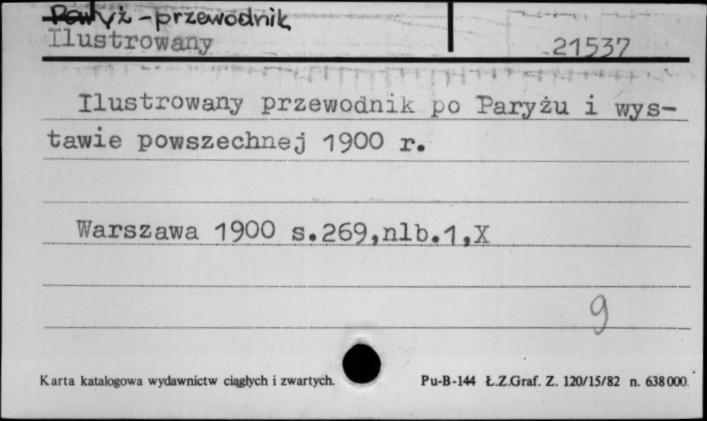 Paryż - przewodnik
Ilustrowany 21537
Ilustrowany przewodnik po Paryżu i wys-
tawie powszechnej 1900 r.
Warszawa 1900 s.269,nlb.1,X
9
Karta katalogowa wydawnictw ciągłych i zwartych. Pu-B-144 Ł.Z.Graf. Z. 120/15/82 n. 638000.